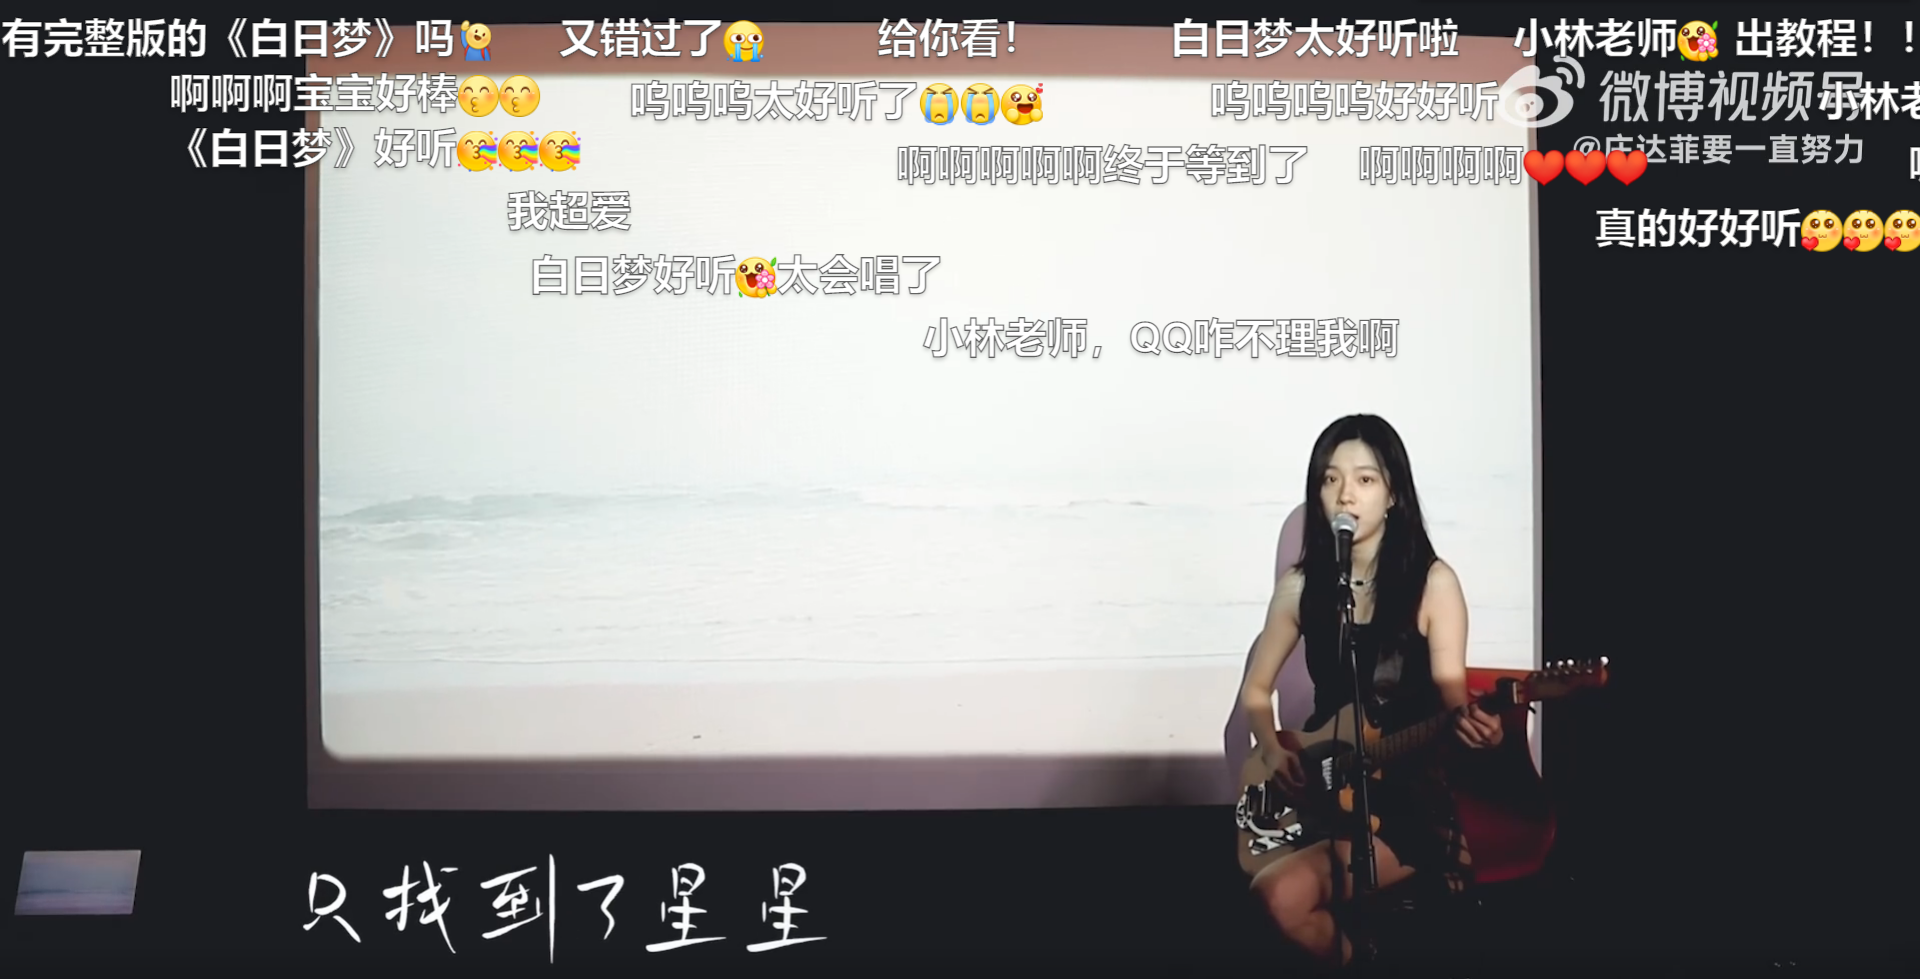 有完整版的《白日梦》吗 又错过了 给你看！ 白日梦太好听啦 小林老师 出教程！！
啊啊啊宝宝好棒 呜呜呜太好听了 呜呜呜呜好好听 小林老
微博视频号
《白日梦》好听 @庄达菲要一直努力
啊啊啊啊啊终于等到了 啊啊啊啊
我超爱 真的好好听
白日梦好听 太会唱了
小林老师，QQ咋不理我啊
只找到了星星